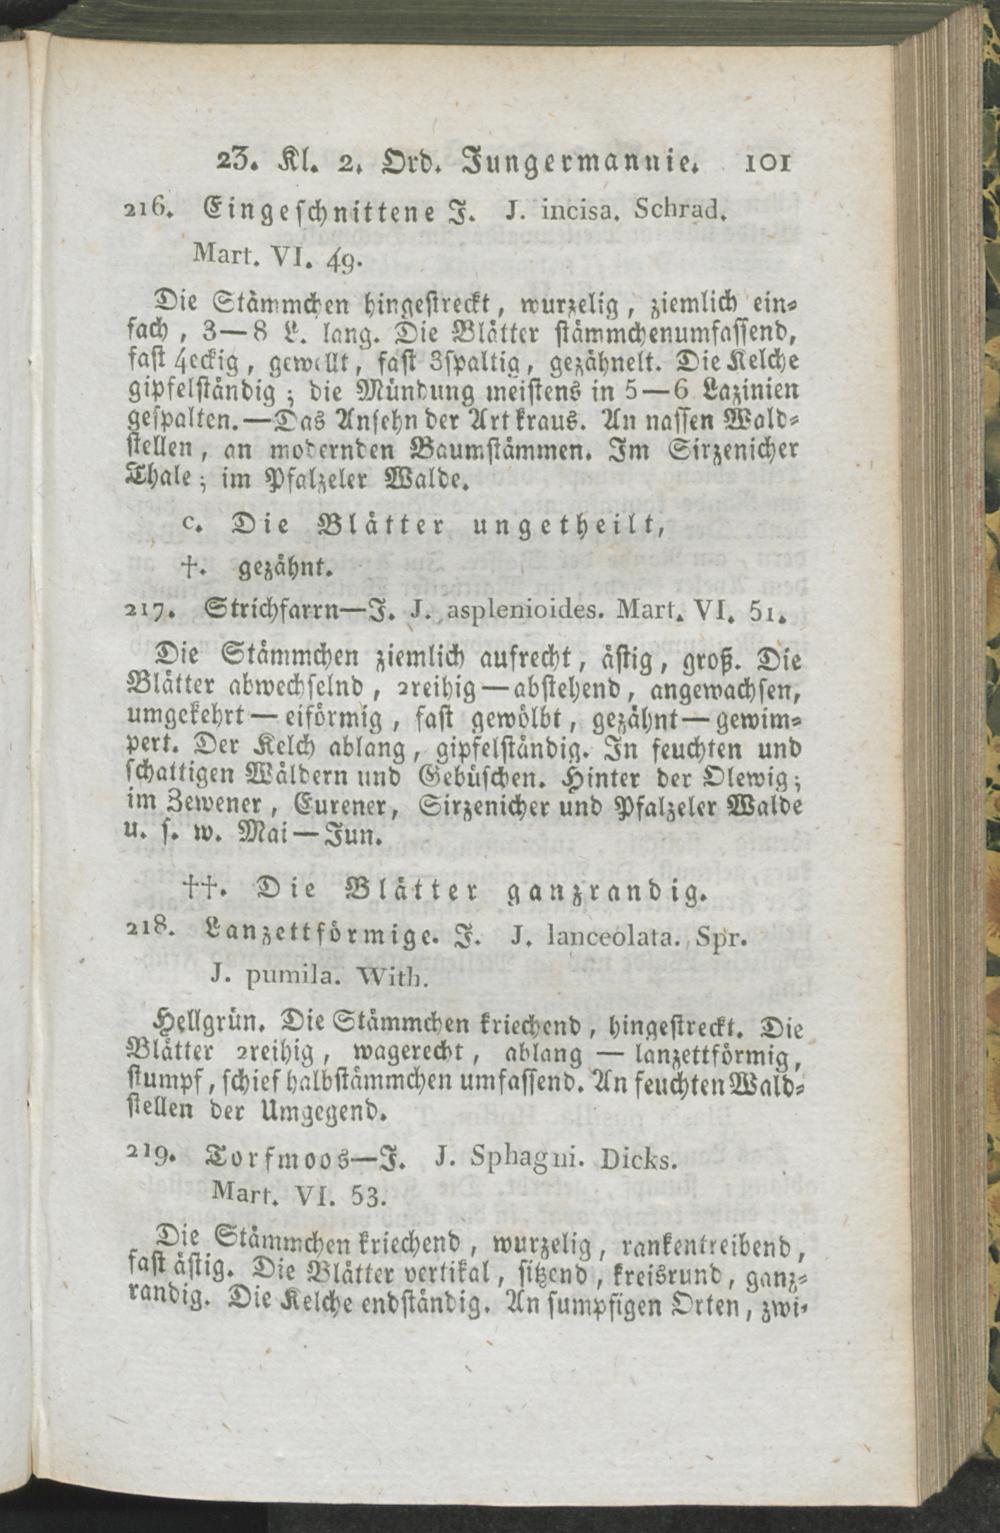 23. Kl. 2. Ord. Jungermannie. 101
216. Eingeschnittene J. J. incisa. Schrad.
Mart. VI. 49.
Die Stämmchen hingestreckt, wurzelig, ziemlich ein-
fach, 3—8 L. lang. Die Blätter stämmchenumfassend,
fast 4eckig, gewellt, fast 3spaltig, gezähnelt. Die Kelche
gipfelständig; die Mündung meistens in 5—6 Lazinien
gespalten.—Das Ansehn der Art kraus. An nassen Wald-
stellen, an modernden Baumstämmen. Im Sirzenicher
Thale; im Pfalzeler Walde.
c. Die Blätter ungetheilt,
†. gezähnt.
217. Strichfarrn—J. J. asplenioides. Mart. VI. 51.
Die Stämmchen ziemlich aufrecht, ästig, groß. Die
Blätter abwechselnd, 2reihig—abstehend, angewachsen,
umgekehrt—eiförmig, fast gewölbt, gezähnt—gewim-
pert. Der Kelch ablang, gipfelständig. In feuchten und
schattigen Wäldern und Gebüschen. Hinter der Olewig;
im Zewener, Eurener, Sirzenicher und Pfalzeler Walde
u. s. w. Mai—Jun.
††. Die Blätter ganzrandig.
218. Lanzettförmige. J. J. lanceolata. Spr.
J. pumila. With.
Hellgrün. Die Stämmchen kriechend, hingestreckt. Die
Blätter 2reihig, wagerecht, ablang — lanzettförmig,
stumpf, schief halbstämmchen umfassend. An feuchten Wald-
stellen der Umgegend.
219. Torfmoos—J. J. Sphagni. Dicks.
Mart. VI. 53.
Die Stämmchen kriechend, wurzelig, rankentreibend,
fast ästig. Die Blätter vertikal, sitzend, kreisrund, ganz-
randig. Die Kelche endständig. An sumpfigen Orten, zwi-